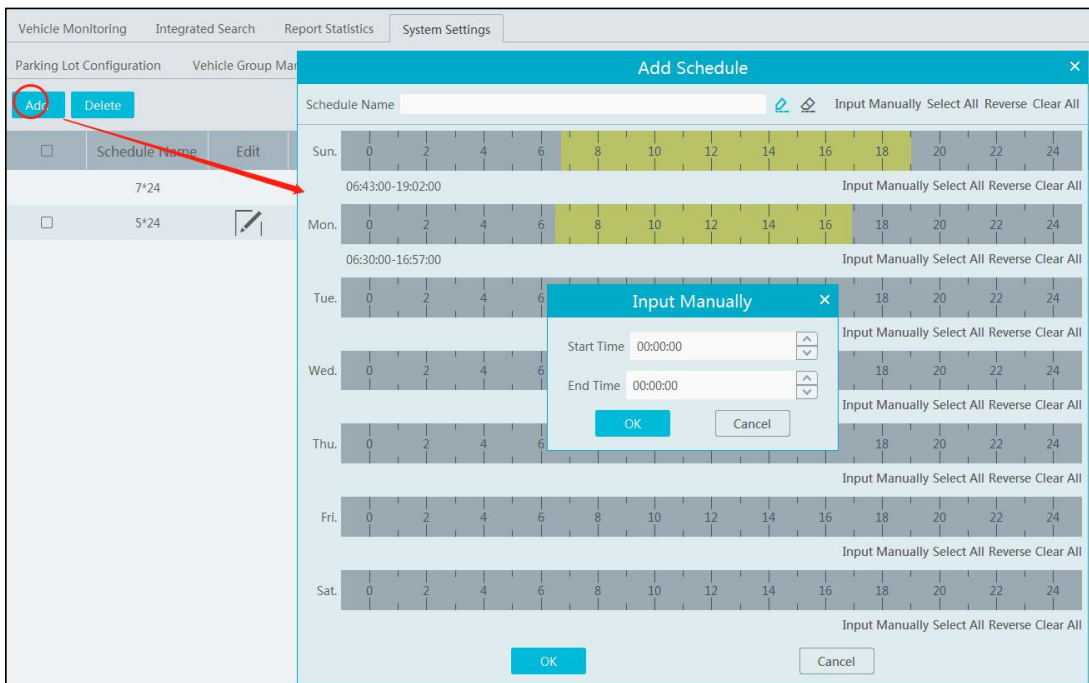 Vehicle Monitoring Integrated Search Report Statistics System Settings
Parking Lot Configuration Vehicle Group Mar
Add Schedule
Add Delete
Schedule Name Input Manually Select All Reverse Clear All
Schedule Name Edit
Sun. 0 2 4 6 8 10 12 14 16 18 20 22 24
06:43:00-19:02:00 Input Manually Select All Reverse Clear All
7*24
Mon. 0 2 4 6 8 10 12 14 16 18 20 22 24
5*24
06:30:00-16:57:00 Input Manually Select All Reverse Clear All
Tue. 0 2 4 6 18 20 22 24
Input Manually Select All Reverse Clear All
Wed. 0 2 4 6 18 20 22 24
Input Manually Select All Reverse Clear All
Thu. 0 2 4 6 18 20 22 24
Input Manually Select All Reverse Clear All
Fri. 0 2 4 6 8 10 12 14 16 18 20 22 24
Input Manually Select All Reverse Clear All
Sat. 0 2 4 6 8 10 12 14 16 18 20 22 24
Input Manually Select All Reverse Clear All
OK Cancel
Input Manually
Start Time 00:00:00
End Time 00:00:00
OK Cancel